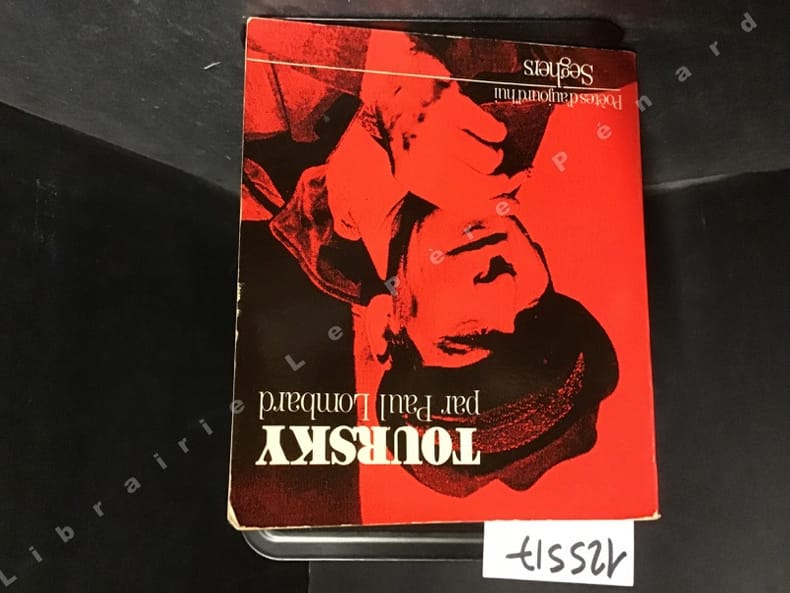 TOURSKY
par Paul Lombard
Poètes d'aujourd'hui
Seghers
125517
Librairie Le Père Pénard